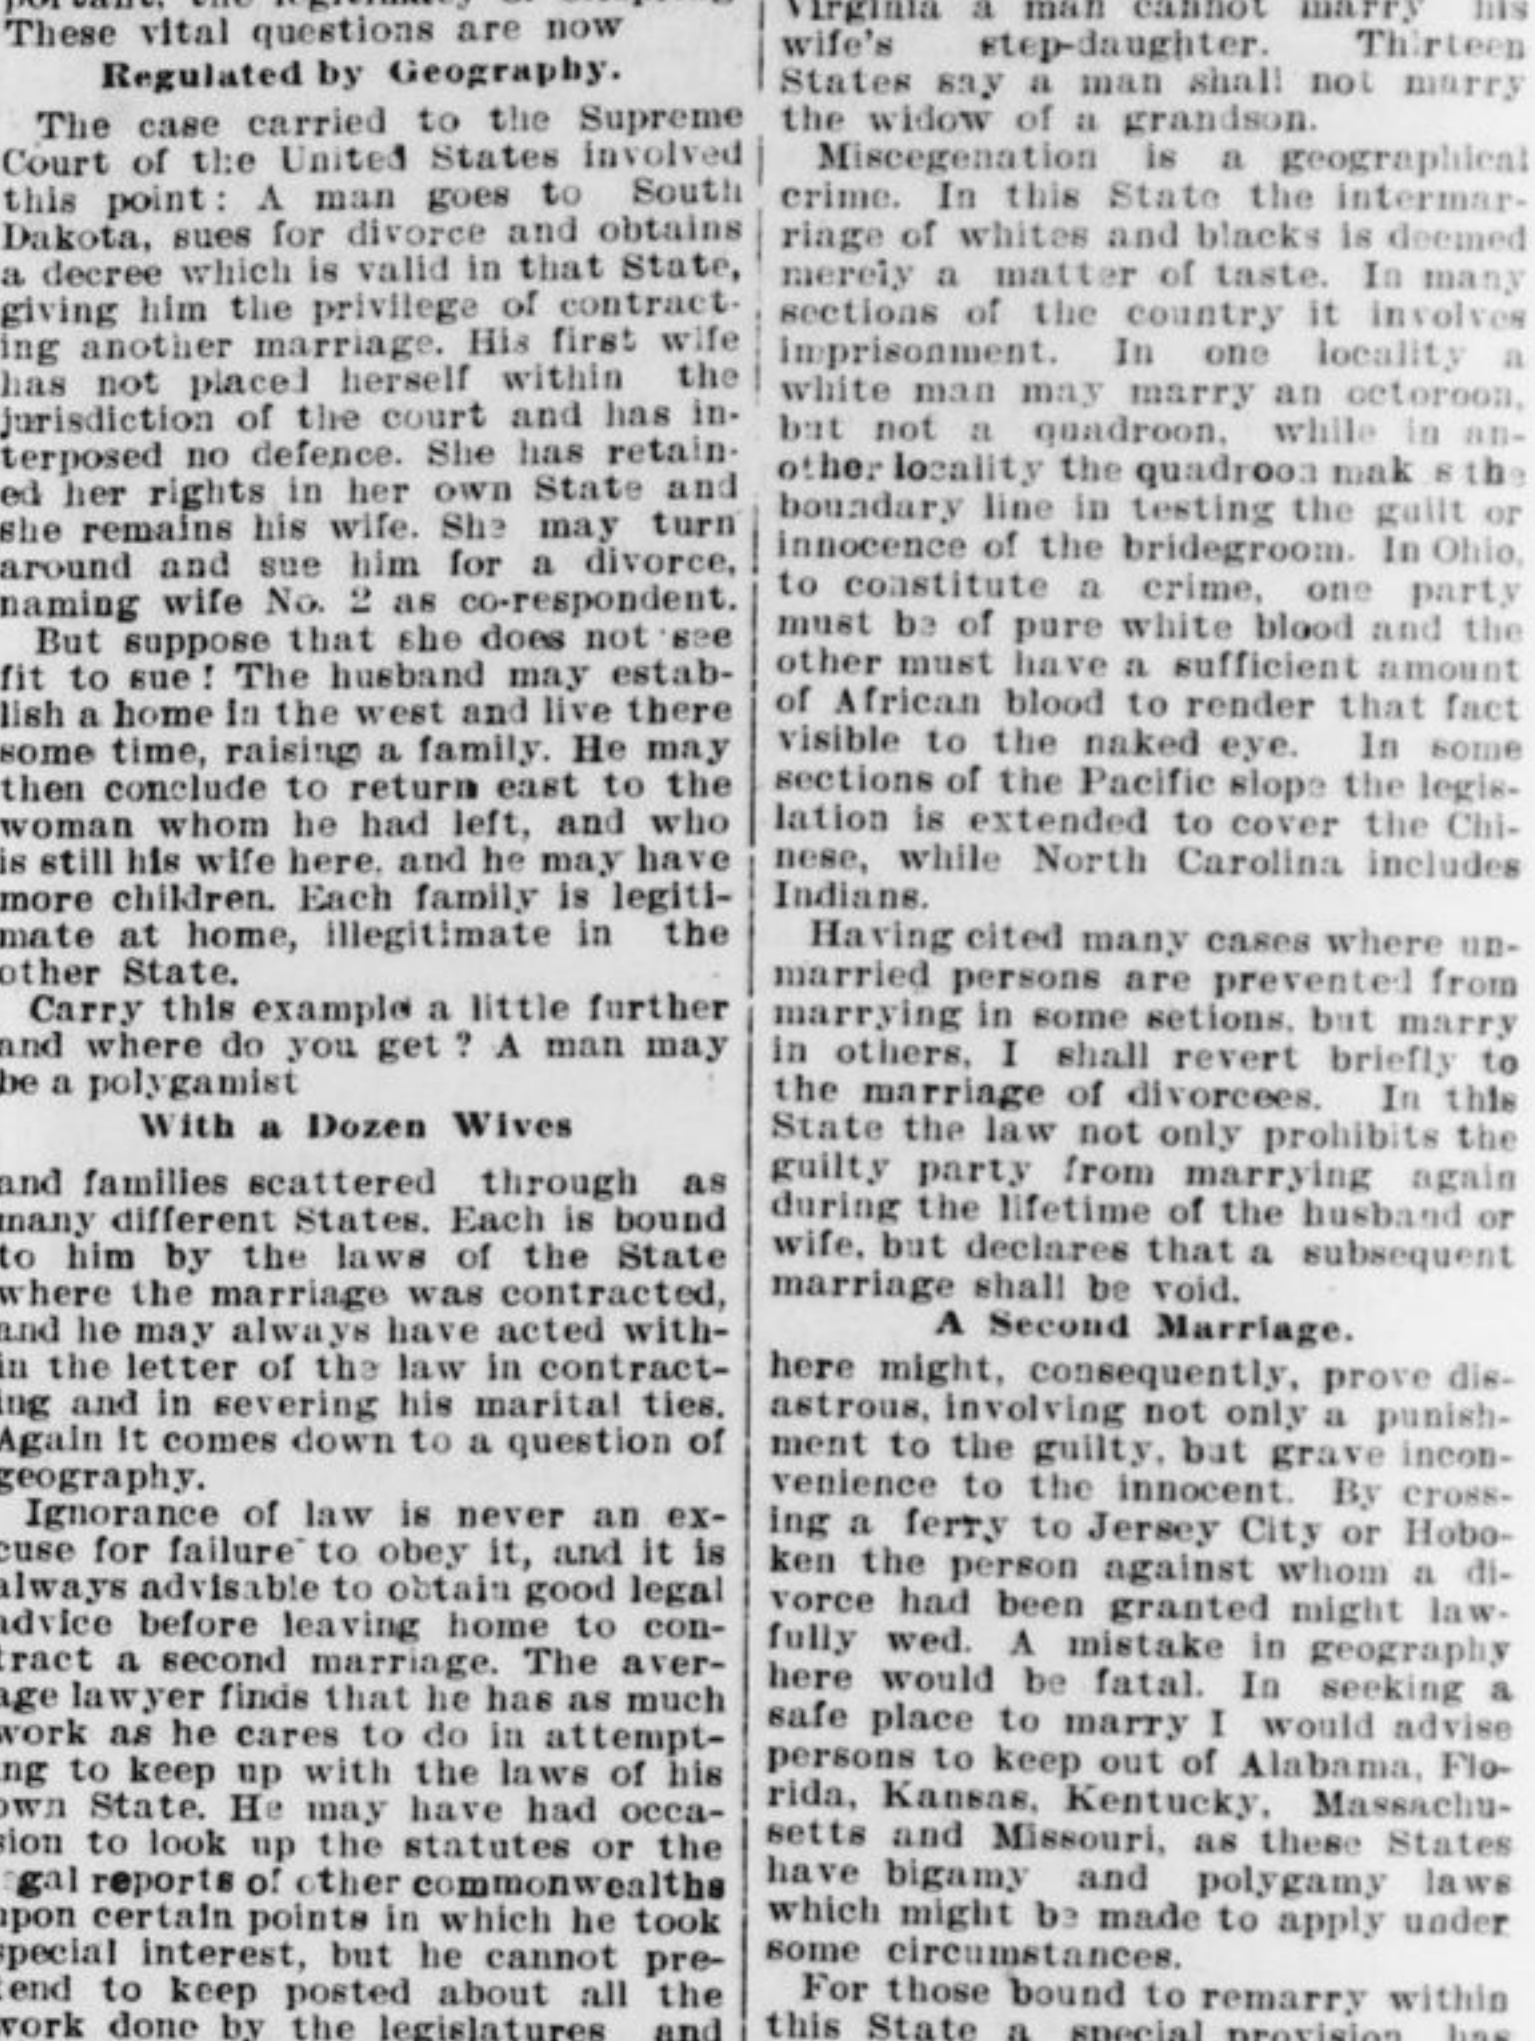 These vital questions are now
Regulated by Geography.
The case carried to the Supreme
Court of the United States involved
this point: A man goes to South
Dakota, sues for divorce and obtains
a decree which is valid in that State,
giving him the privilege of contract-
ing another marriage. His first wife
has not placed herself within the
jurisdiction of the court and has in-
terposed no defence. She has retain-
ed her rights in her own State and
she remains his wife. She may turn
around and sue him for a divorce,
naming wife No. 2 as co-respondent.
But suppose that she does not see
fit to sue! The husband may estab-
lish a home in the west and live there
some time, raising a family. He may
then conclude to return east to the
woman whom he had left, and who
is still his wife here, and he may have
more children. Each family is legiti-
mate at home, illegitimate in the
other State.
Carry this example a little further
and where do you get? A man may
be a polygamist
With a Dozen Wives
and families scattered through as
many different States. Each is bound
to him by the laws of the State
where the marriage was contracted,
and he may always have acted with-
in the letter of the law in contract-
ing and in severing his marital ties.
Again it comes down to a question of
geography.
Ignorance of law is never an ex-
cuse for failure to obey it, and it is
always advisable to obtain good legal
advice before leaving home to con-
tract a second marriage. The aver-
age lawyer finds that he has as much
work as he cares to do in attempt-
ing to keep up with the laws of his
own State. He may have had occa-
sion to look up the statutes or the
gal reports of other commonwealths
upon certain points in which he took
special interest, but he cannot pre-
tend to keep posted about all the
work done by the legislatures and
Virginia a man cannot marry his
wife's step-daughter. Thirteen
States say a man shall not marry
the widow of a grandson.
Miscegenation is a geographical
crime. In this State the intermar-
riage of whites and blacks is deemed
merely a matter of taste. In many
sections of the country it involves
imprisonment. In one locality a
white man may marry an octoroon,
but not a quadroon, while in an-
other locality the quadroon mak s the
boundary line in testing the guilt or
innocence of the bridegroom. In Ohio,
to constitute a crime, one party
must be of pure white blood and the
other must have a sufficient amount
of African blood to render that fact
visible to the naked eye. In some
sections of the Pacific slope the legis-
lation is extended to cover the Chi-
nese, while North Carolina includes
Indians.
Having cited many cases where un-
married persons are prevented from
marrying in some setions, but marry
in others, I shall revert briefly to
the marriage of divorcees. In this
State the law not only prohibits the
guilty party from marrying again
during the lifetime of the husband or
wife, but declares that a subsequent
marriage shall be void.
A Second Marriage.
here might, consequently, prove dis-
astrous, involving not only a punish-
ment to the guilty, but grave incon-
venience to the innocent. By cross-
ing a ferry to Jersey City or Hobo-
ken the person against whom a di-
vorce had been granted might law-
fully wed. A mistake in geography
here would be fatal. In seeking a
safe place to marry I would advise
persons to keep out of Alabama, Flo-
rida, Kansas, Kentucky, Massachu-
setts and Missouri, as these States
have bigamy and polygamy laws
which might be made to apply under
some circumstances.
For those bound to remarry within
this State a special provision has